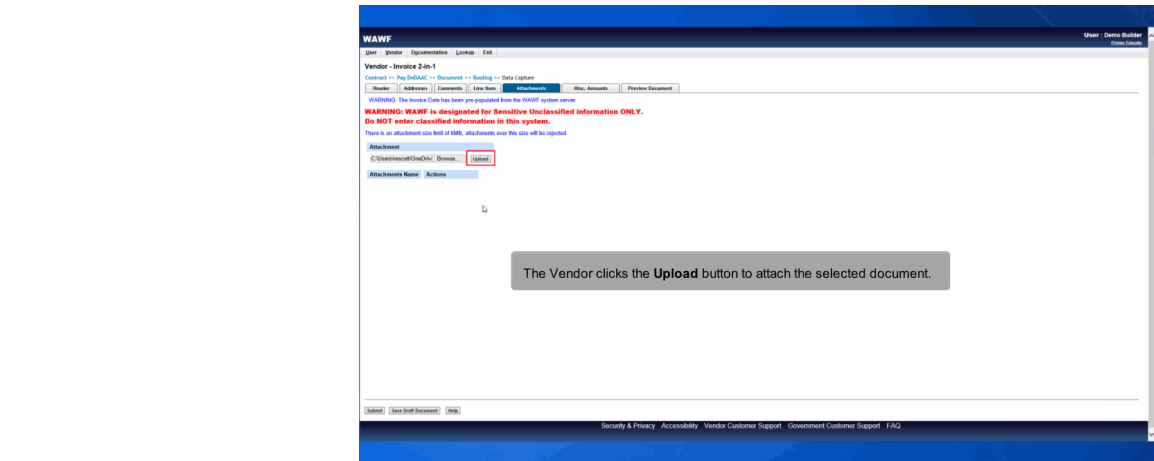 WAWF
User : Demo Builder
Printer Friendly
User Vendor Documentation Lookup Exit
Vendor - Invoice 2-in-1
Contract >> Pay DoDAAC >> Document >> Routing >> Data Capture
Header Addresses Comments Line Item Attachments Misc. Amounts Preview Document
WARNING: The Invoice Date has been pre-populated from the WAWF system server.
WARNING: WAWF is designated for Sensitive Unclassified information ONLY.
Do NOT enter classified information in this system.
There is an attachment size limit of 6MB, attachments over this size will be rejected.
Attachment
C:\Users\vescott\OneDriv Browse... Upload
Attachments Name Actions
The Vendor clicks the Upload button to attach the selected document.
Submit Save Draft Document Help
Security & Privacy Accessibility Vendor Customer Support Government Customer Support FAQ